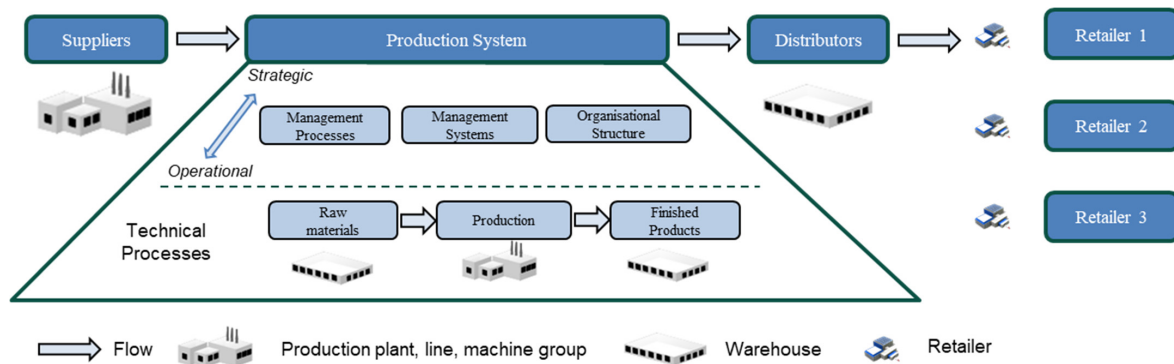 Suppliers
Production System
Distributors
Retailer 1
Strategic
Management
Processes
Management
Systems
Organisational
Structure
Retailer 2
Operational
Technical
Processes
Raw
materials
Production
Finished
Products
Retailer 3
Flow
Production plant, line, machine group
Warehouse
Retailer